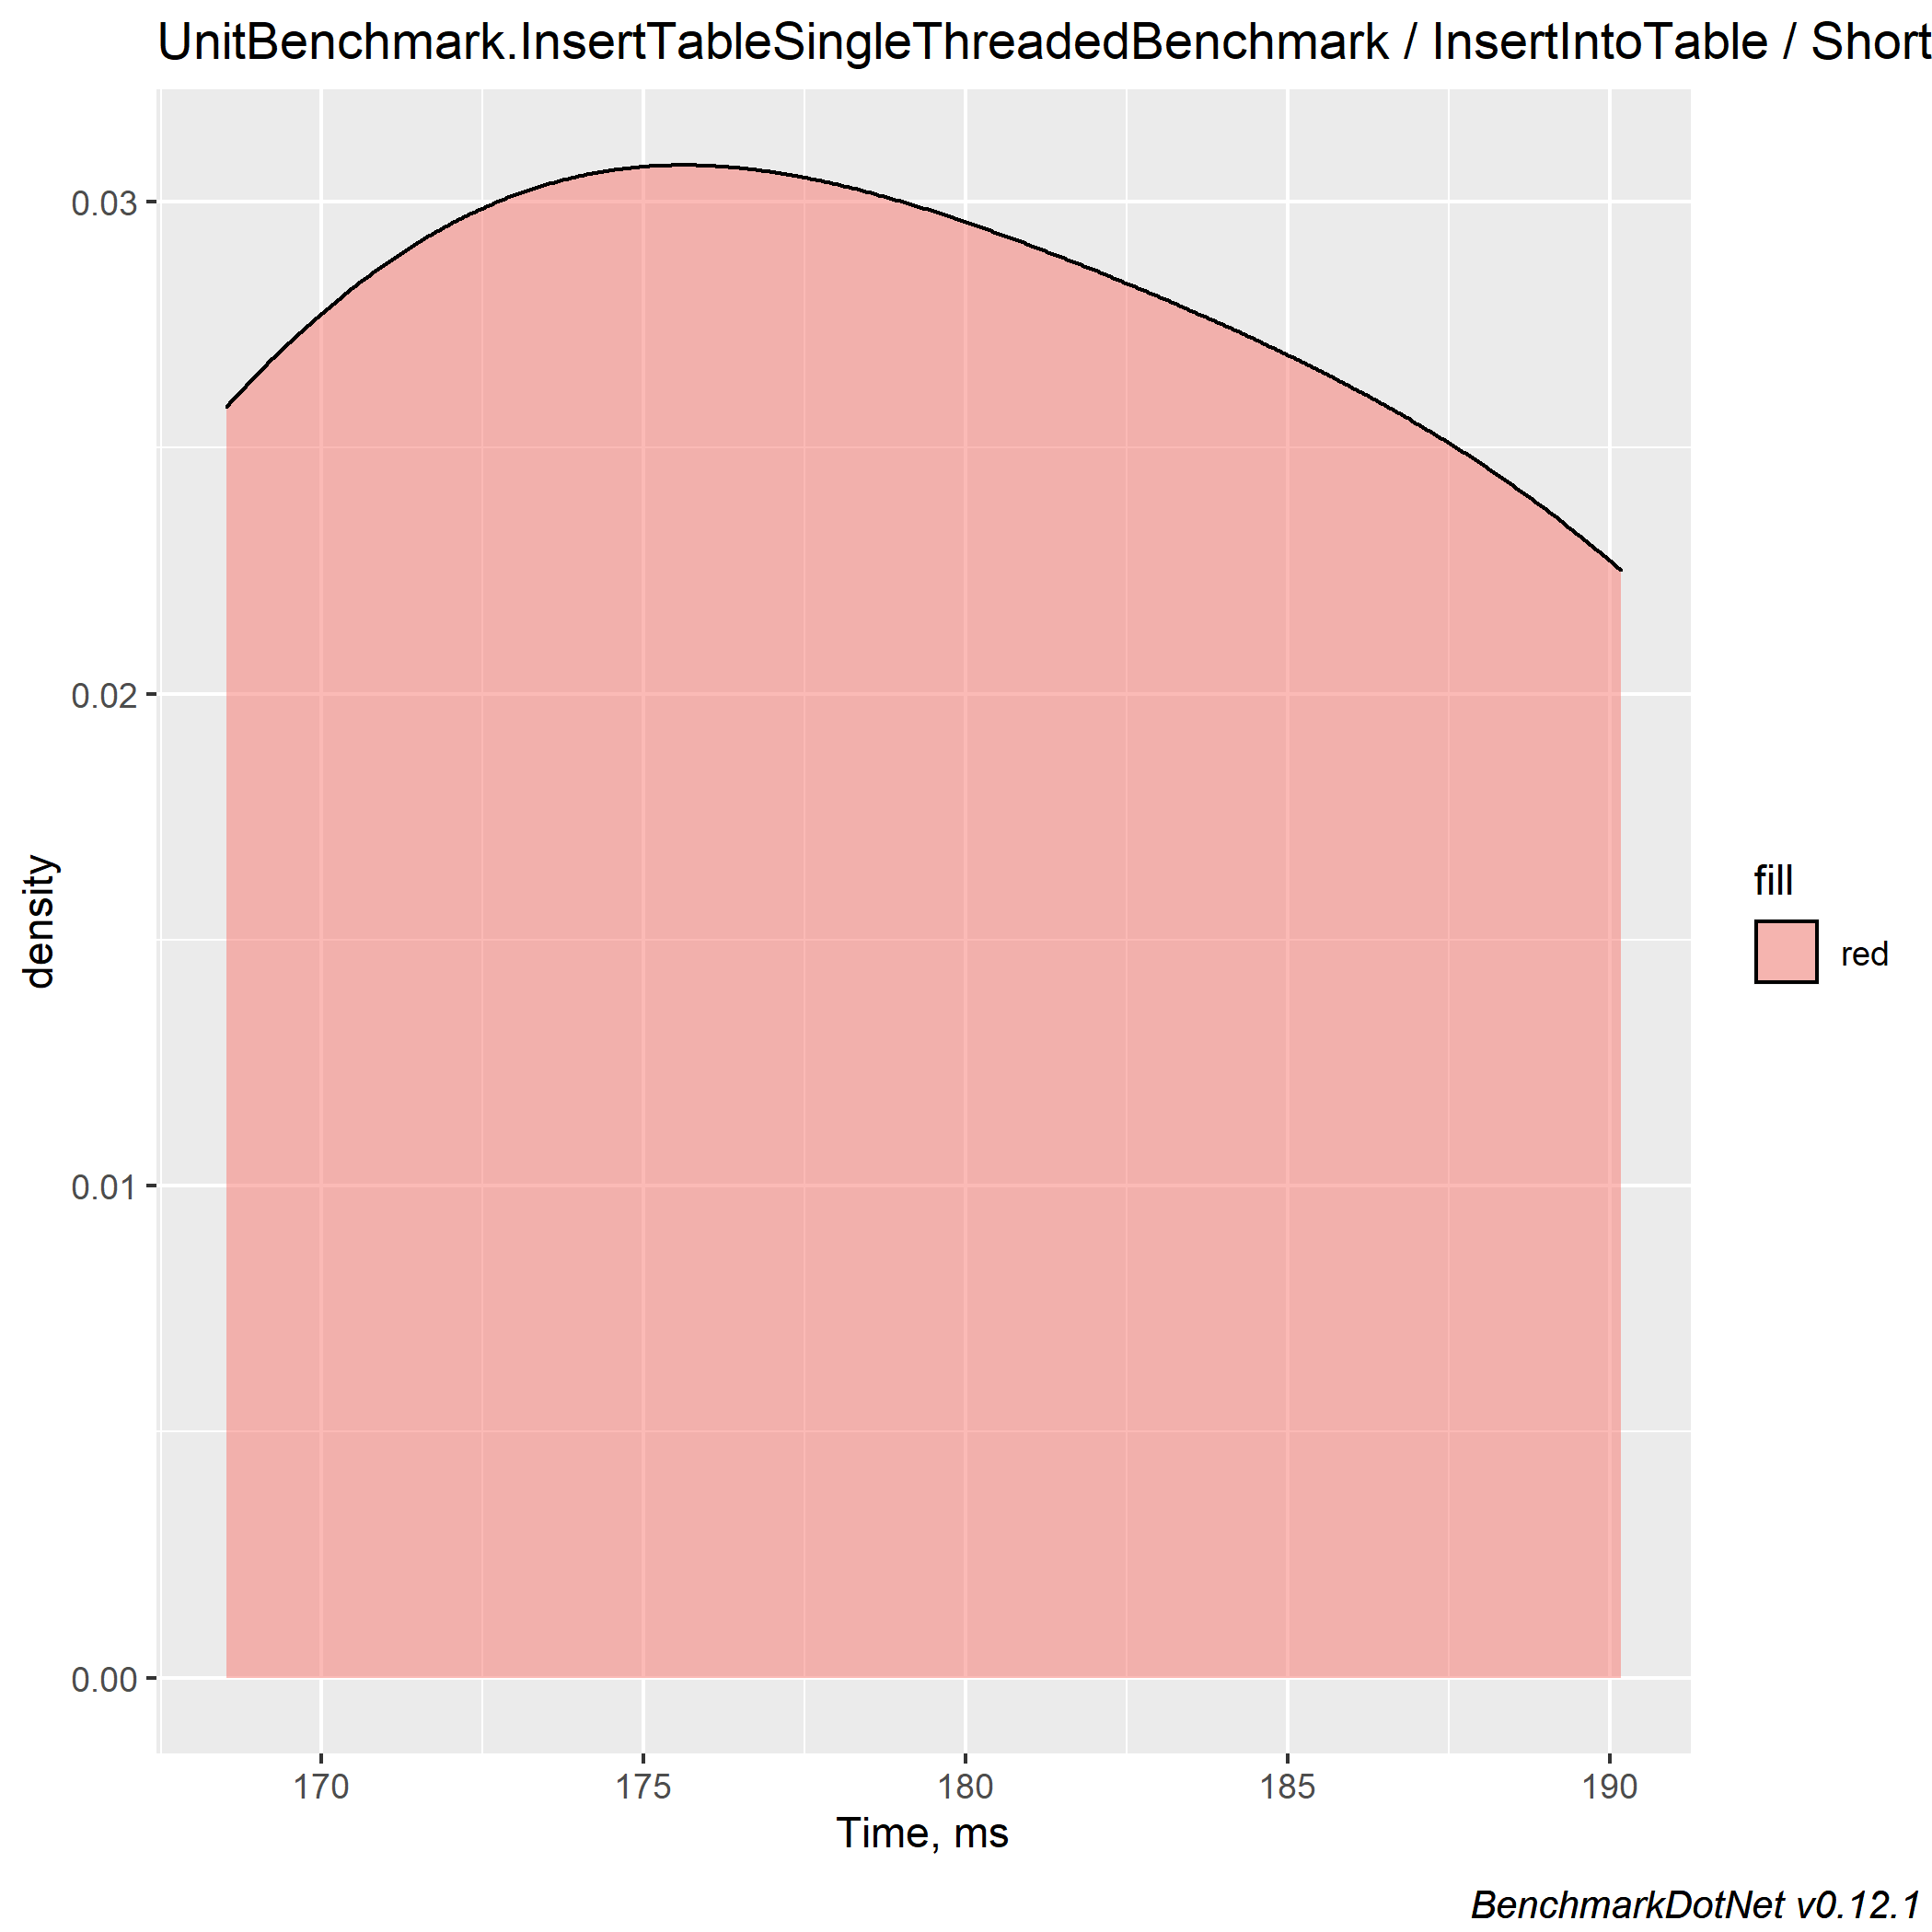 UnitBenchmark.InsertTableSingleThreadedBenchmark / InsertIntoTable / Short
0.03
0.02
0.01
0.00
density
170 175 180 185 190
Time, ms
fill
red
BenchmarkDotNet v0.12.1